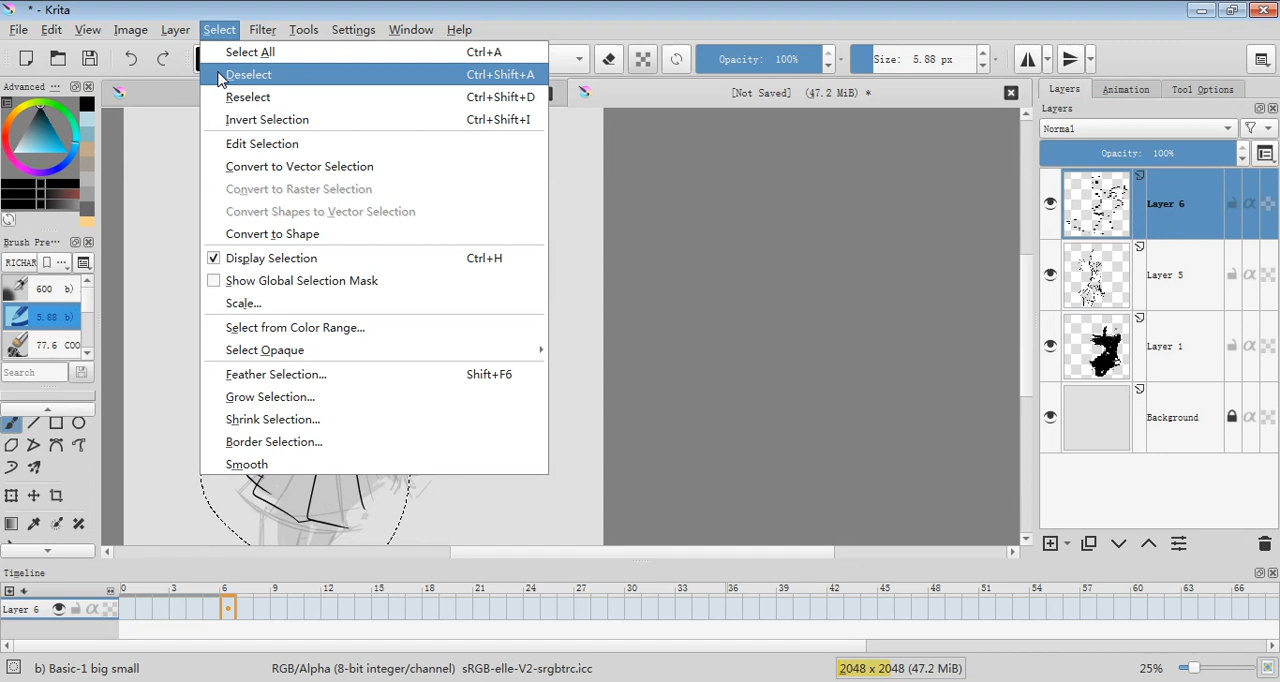 * - Krita
File Edit View Image Layer Select Filter Tools Settings Window Help
Select All Ctrl+A
Deselect Ctrl+Shift+A
Reselect Ctrl+Shift+D
Invert Selection Ctrl+Shift+I
Edit Selection
Convert to Vector Selection
Convert to Raster Selection
Convert Shapes to Vector Selection
Convert to Shape
Display Selection Ctrl+H
Show Global Selection Mask
Scale...
Select from Color Range...
Select Opaque
Feather Selection... Shift+F6
Grow Selection...
Shrink Selection...
Border Selection...
Smooth
Opacity: 100%
Size: 5.88 px
[Not Saved] (47.2 MiB) *
Advanced ...
Brush Pre...
RICHAR
600 b)
5.88 b)
77.6 COO
Search
Layers Animation Tool Options
Layers
Normal
Opacity: 100%
Layer 6
Layer 5
Layer 1
Background
Timeline
0 3 6 9 12 15 18 21 24 27 30 33 36 39 42 45 48 51 54 57 60 63 66
Layer 6
b) Basic-1 big small
RGB/Alpha (8-bit integer/channel) sRGB-elle-V2-srgbtrc.icc
2048 x 2048 (47.2 MiB)
25%